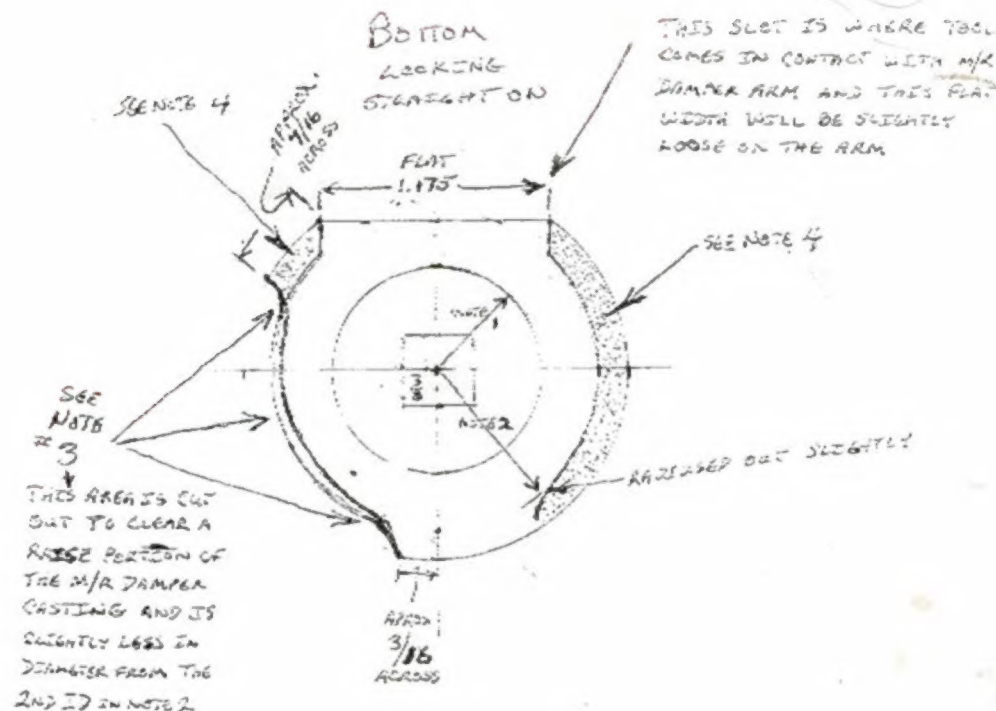 BOTTOM
LOOKING
STRAIGHT ON
THIS SLOT IS WHERE TOOL
COMES IN CONTACT WITH M/R
DAMPER ARM AND THIS FLAT
WIDTH WILL BE SLIGHTLY
LOOSE ON THE ARM
SEE NOTE 4
APPROX.
9/16
ACROSS
FLAT
1.175
SEE NOTE 4
NOTE 1
NOTE 2
SEE
NOTE
# 3
RADIUSED OUT SLIGHTLY
THIS AREA IS CUT
OUT TO CLEAR A
RAISE PORTION OF
THE M/R DAMPER
CASTING AND IS
SLIGHTLY LESS IN
DIAMETER FROM THE
2ND ID IN NOTE 2
APROX
3/16
ACROSS